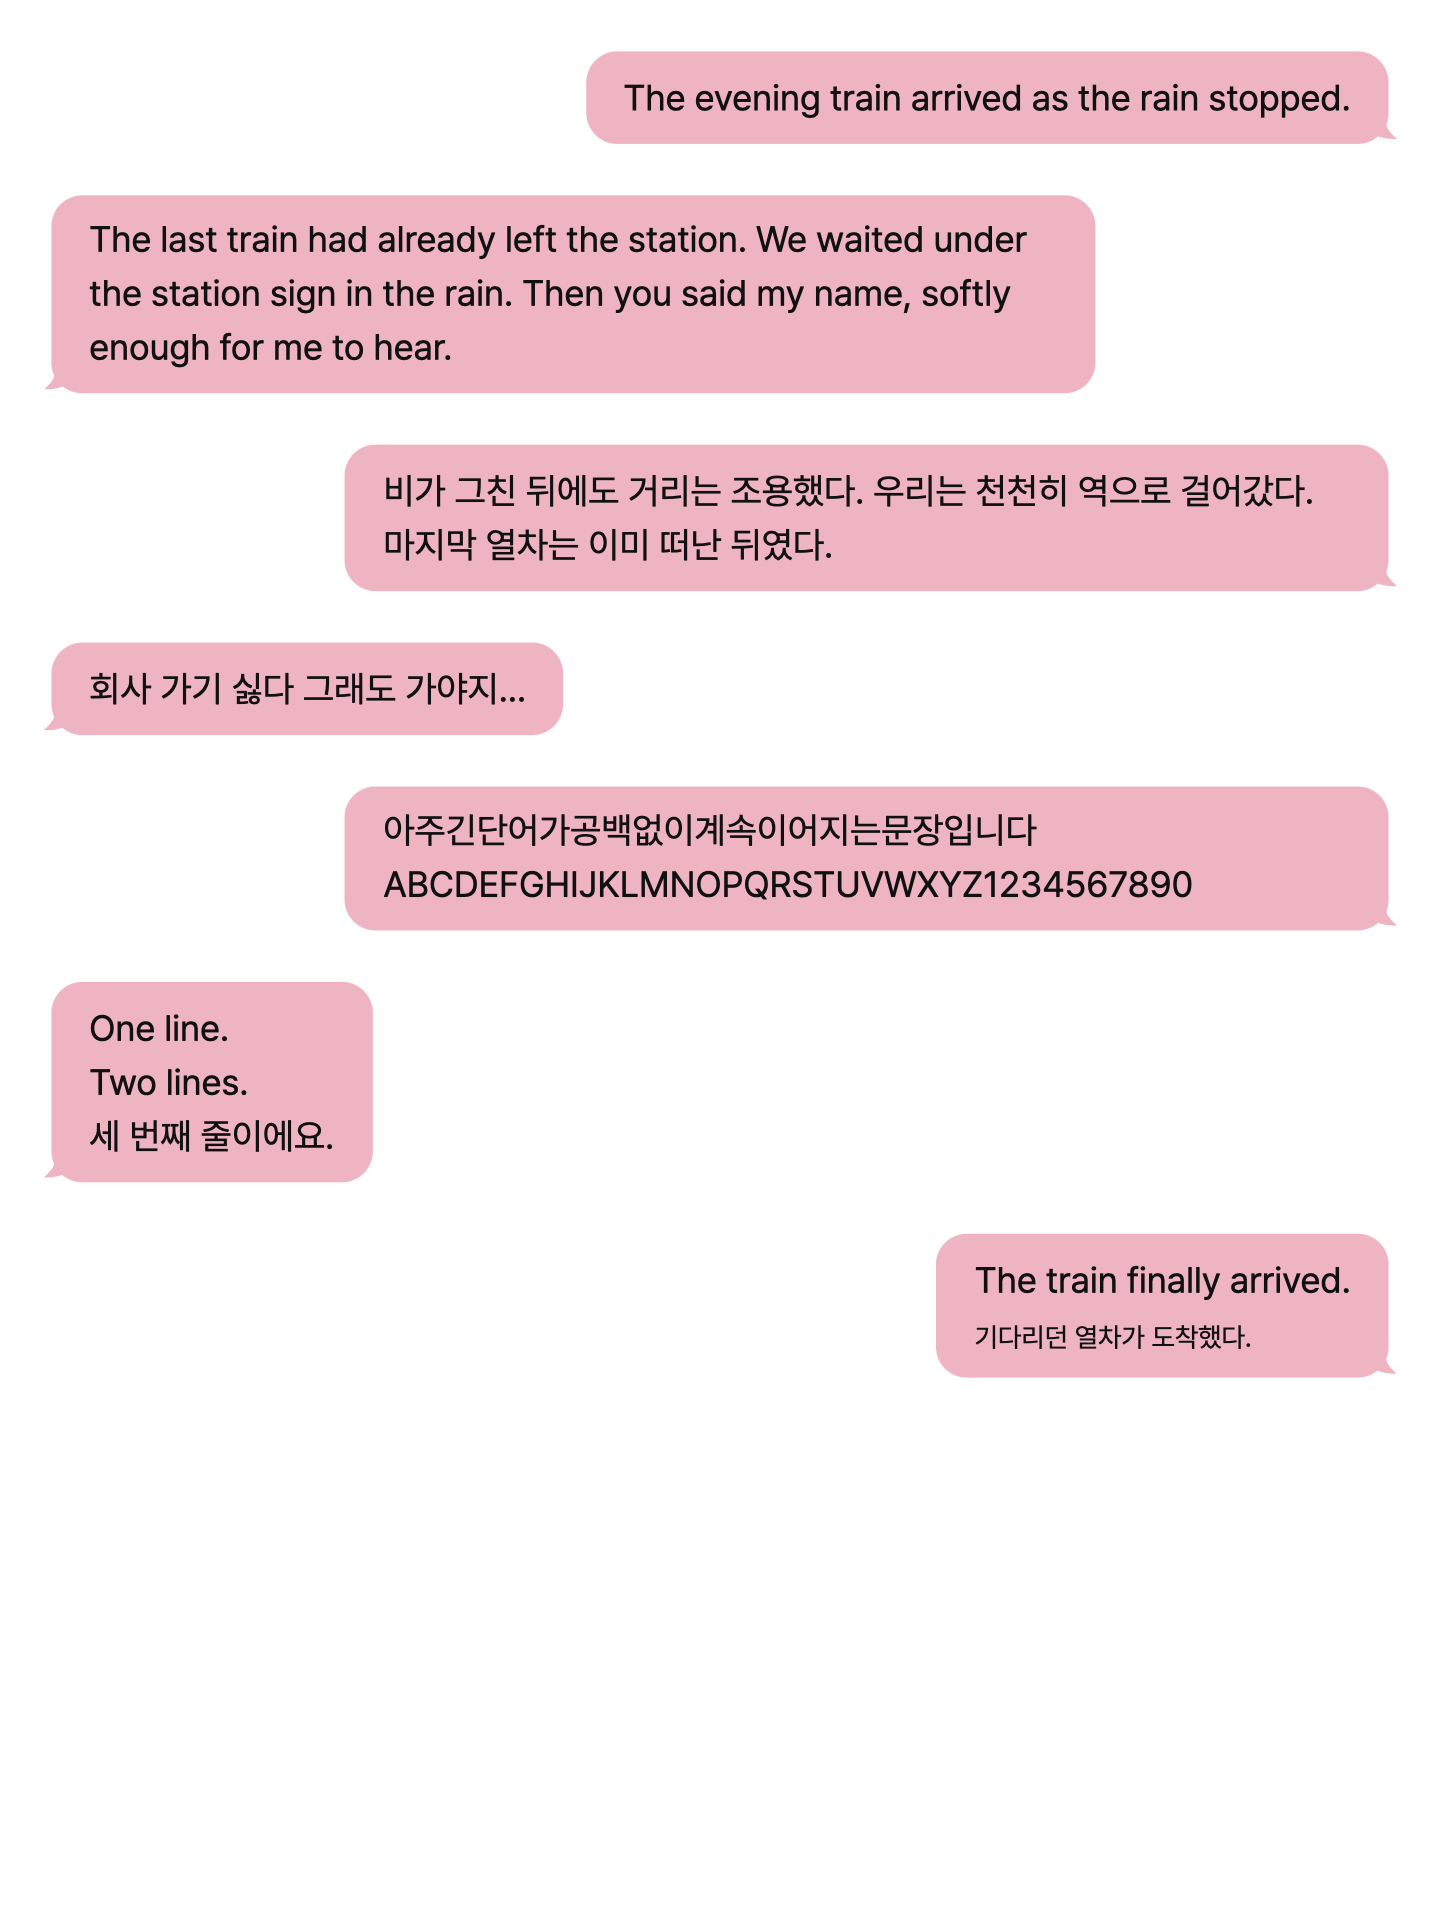 The evening train arrived as the rain stopped.
The last train had already left the station. We waited under
the station sign in the rain. Then you said my name, softly
enough for me to hear.
비가 그친 뒤에도 거리는 조용했다. 우리는 천천히 역으로 걸어갔다.
마지막 열차는 이미 떠난 뒤였다.
회사 가기 싫다 그래도 가야지...
아주긴단어가공백없이계속이어지는문장입니다
ABCDEFGHIJKLMNOPQRSTUVWXYZ1234567890
One line.
Two lines.
세 번째 줄이에요.
The train finally arrived.
기다리던 열차가 도착했다.